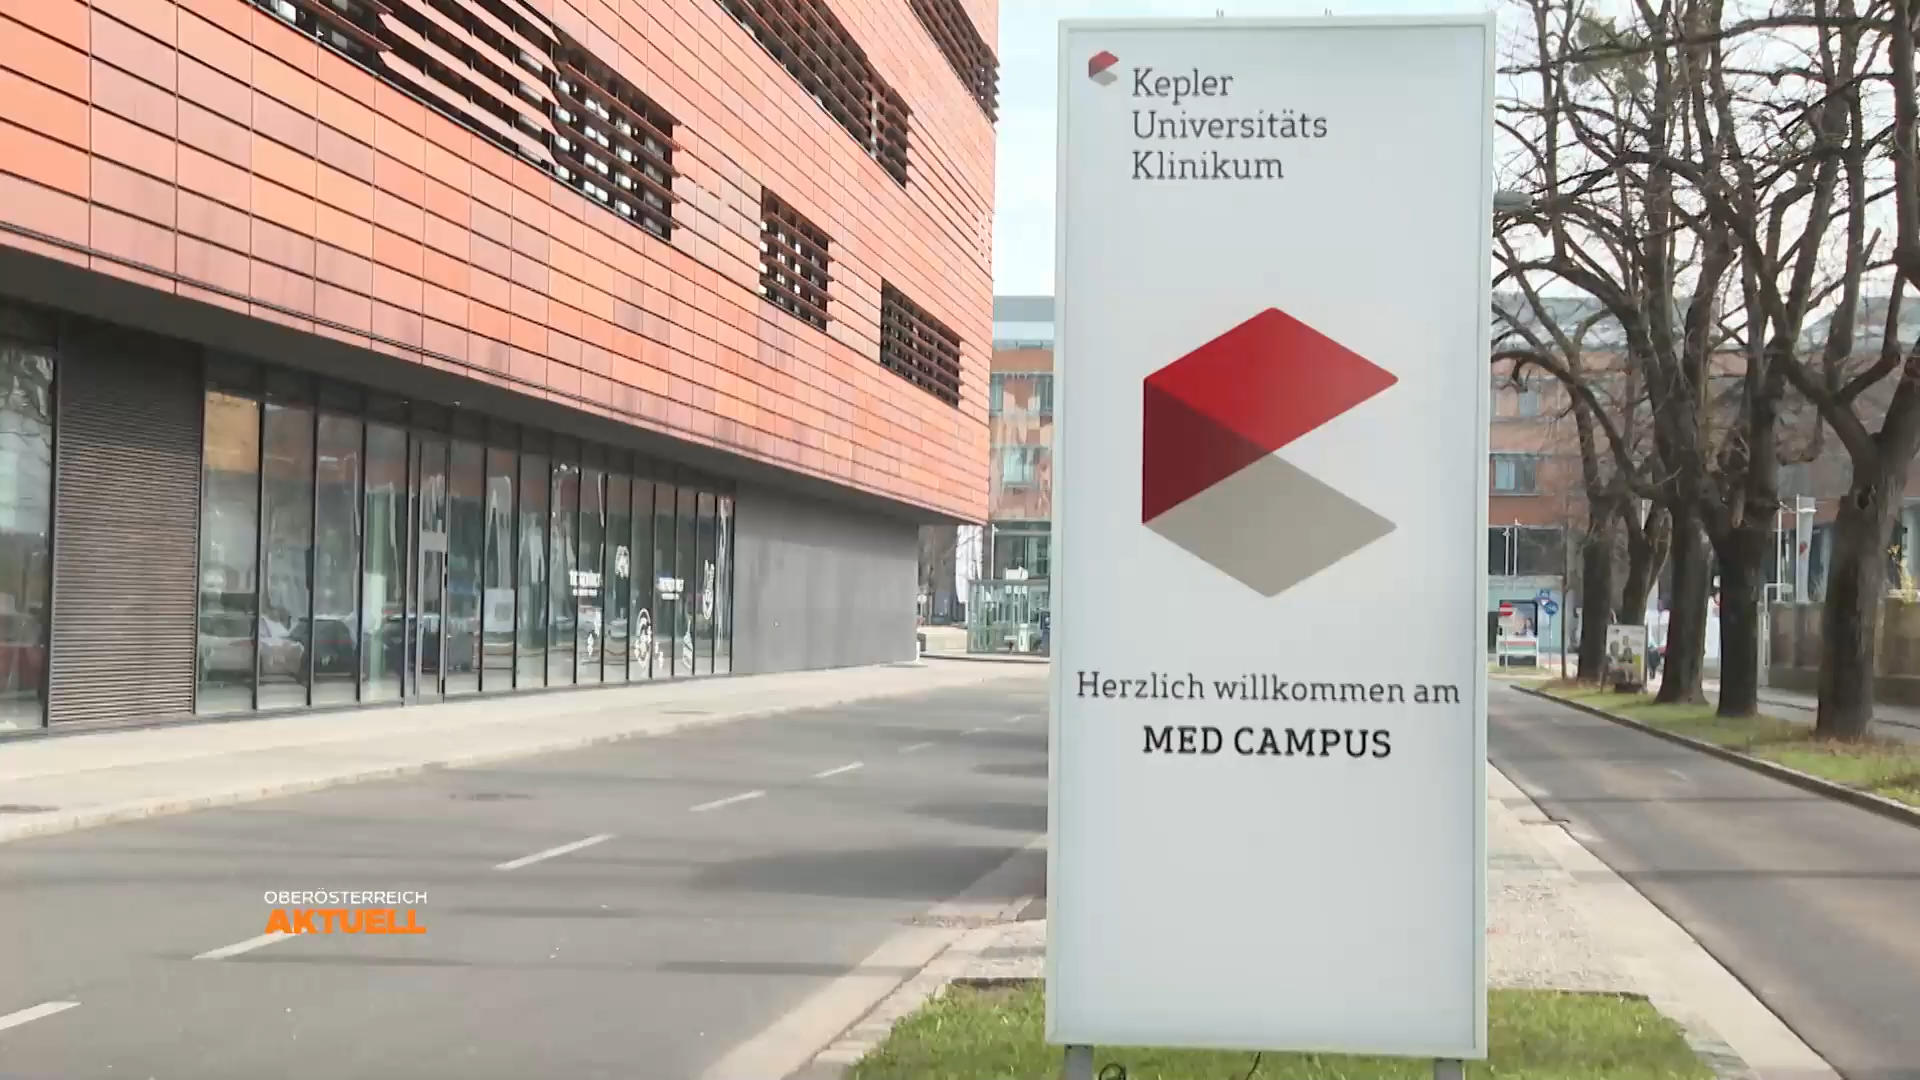 Kepler
Universitäts
Klinikum
Herzlich willkommen am
MED CAMPUS
OBERÖSTERREICH
AKTUELL